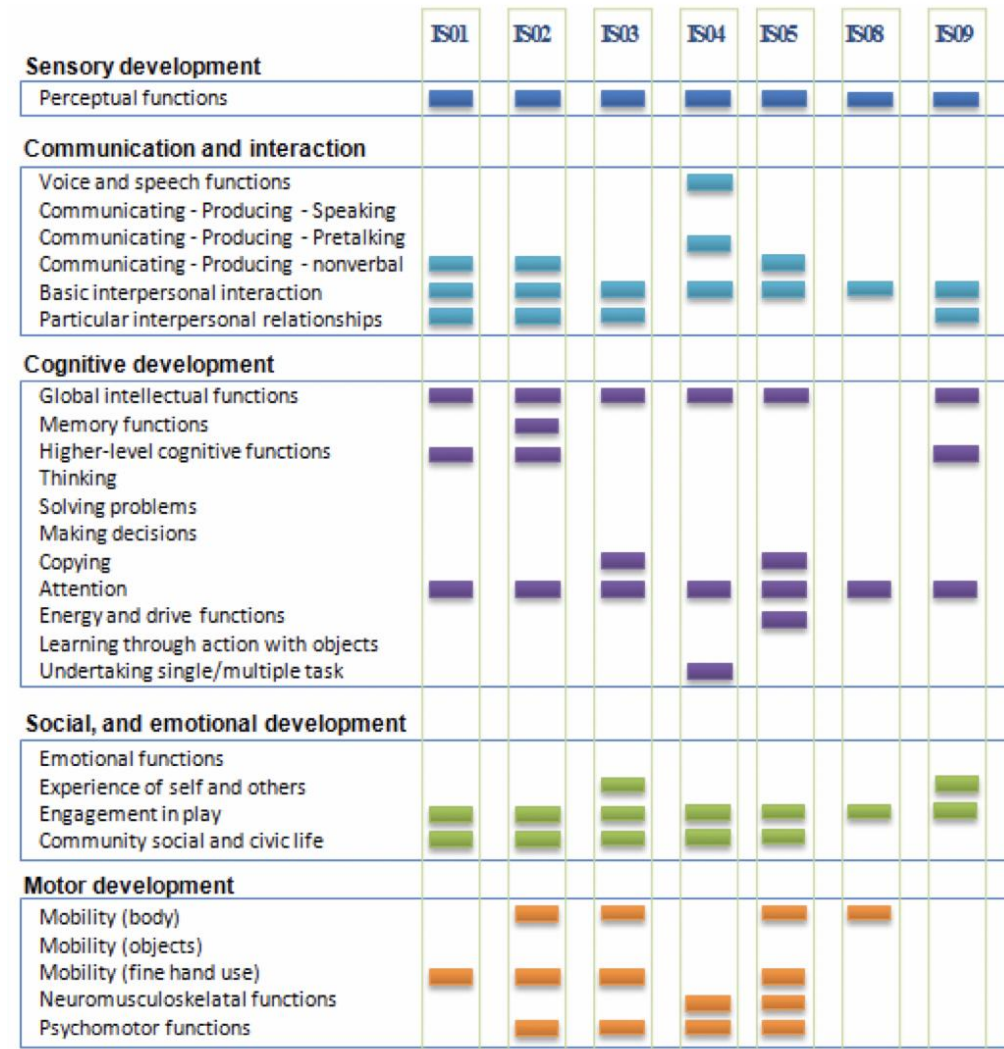 IS01 IS02 IS03 IS04 IS05 IS08 IS09
Sensory development
Perceptual functions
Communication and interaction
Voice and speech functions
Communicating - Producing - Speaking
Communicating - Producing - Pretalking
Communicating - Producing - nonverbal
Basic interpersonal interaction
Particular interpersonal relationships
Cognitive development
Global intellectual functions
Memory functions
Higher-level cognitive functions
Thinking
Solving problems
Making decisions
Copying
Attention
Energy and drive functions
Learning through action with objects
Undertaking single/multiple task
Social, and emotional development
Emotional functions
Experience of self and others
Engagement in play
Community social and civic life
Motor development
Mobility (body)
Mobility (objects)
Mobility (fine hand use)
Neuromusculoskelatal functions
Psychomotor functions